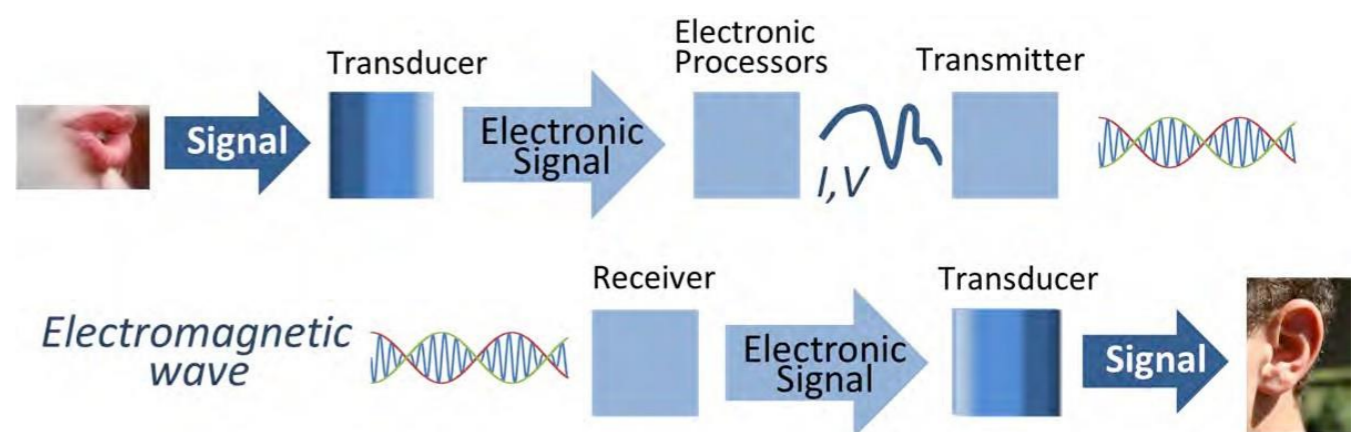 Electronic
Processors
Transducer
Transmitter
Signal
Electronic
Signal
I, V
Receiver
Transducer
Electromagnetic
wave
Electronic
Signal
Signal